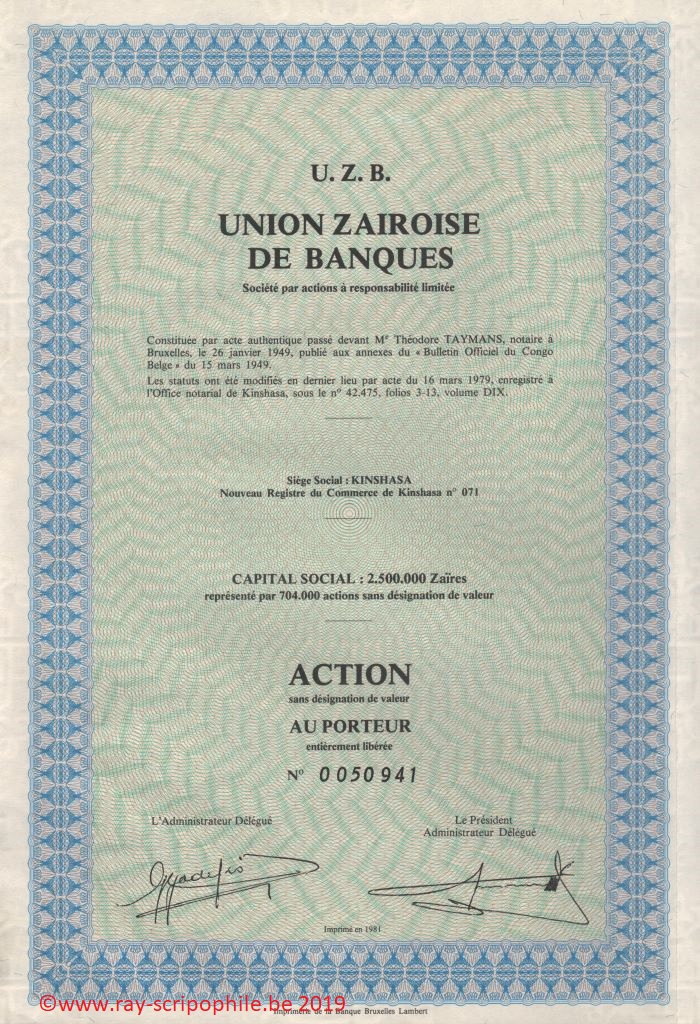 U. Z. B.
UNION ZAIROISE
DE BANQUES
Société par actions à responsabilité limitée
Constituée par acte authentique passé devant Me Théodore TAYMANS, notaire à
Bruxelles, le 26 janvier 1949, publié aux annexes du « Bulletin Officiel du Congo
Belge » du 15 mars 1949.
Les statuts ont été modifiés en dernier lieu par acte du 16 mars 1979, enregistré à
l'Office notarial de Kinshasa, sous le nº 42.475, folios 3-13, volume DIX.
Siège Social : KINSHASA
Nouveau Registre du Commerce de Kinshasa nº 071
CAPITAL SOCIAL : 2.500.000 Zaïres
représenté par 704.000 actions sans désignation de valeur
ACTION
sans désignation de valeur
AU PORTEUR
entièrement libérée
Nº 0050941
L'Administrateur Délégué
Le Président
Administrateur Délégué
Imprimé en 1981
©www.ray-scripophile.be 2019
Imprimerie de la Banque Bruxelles Lambert